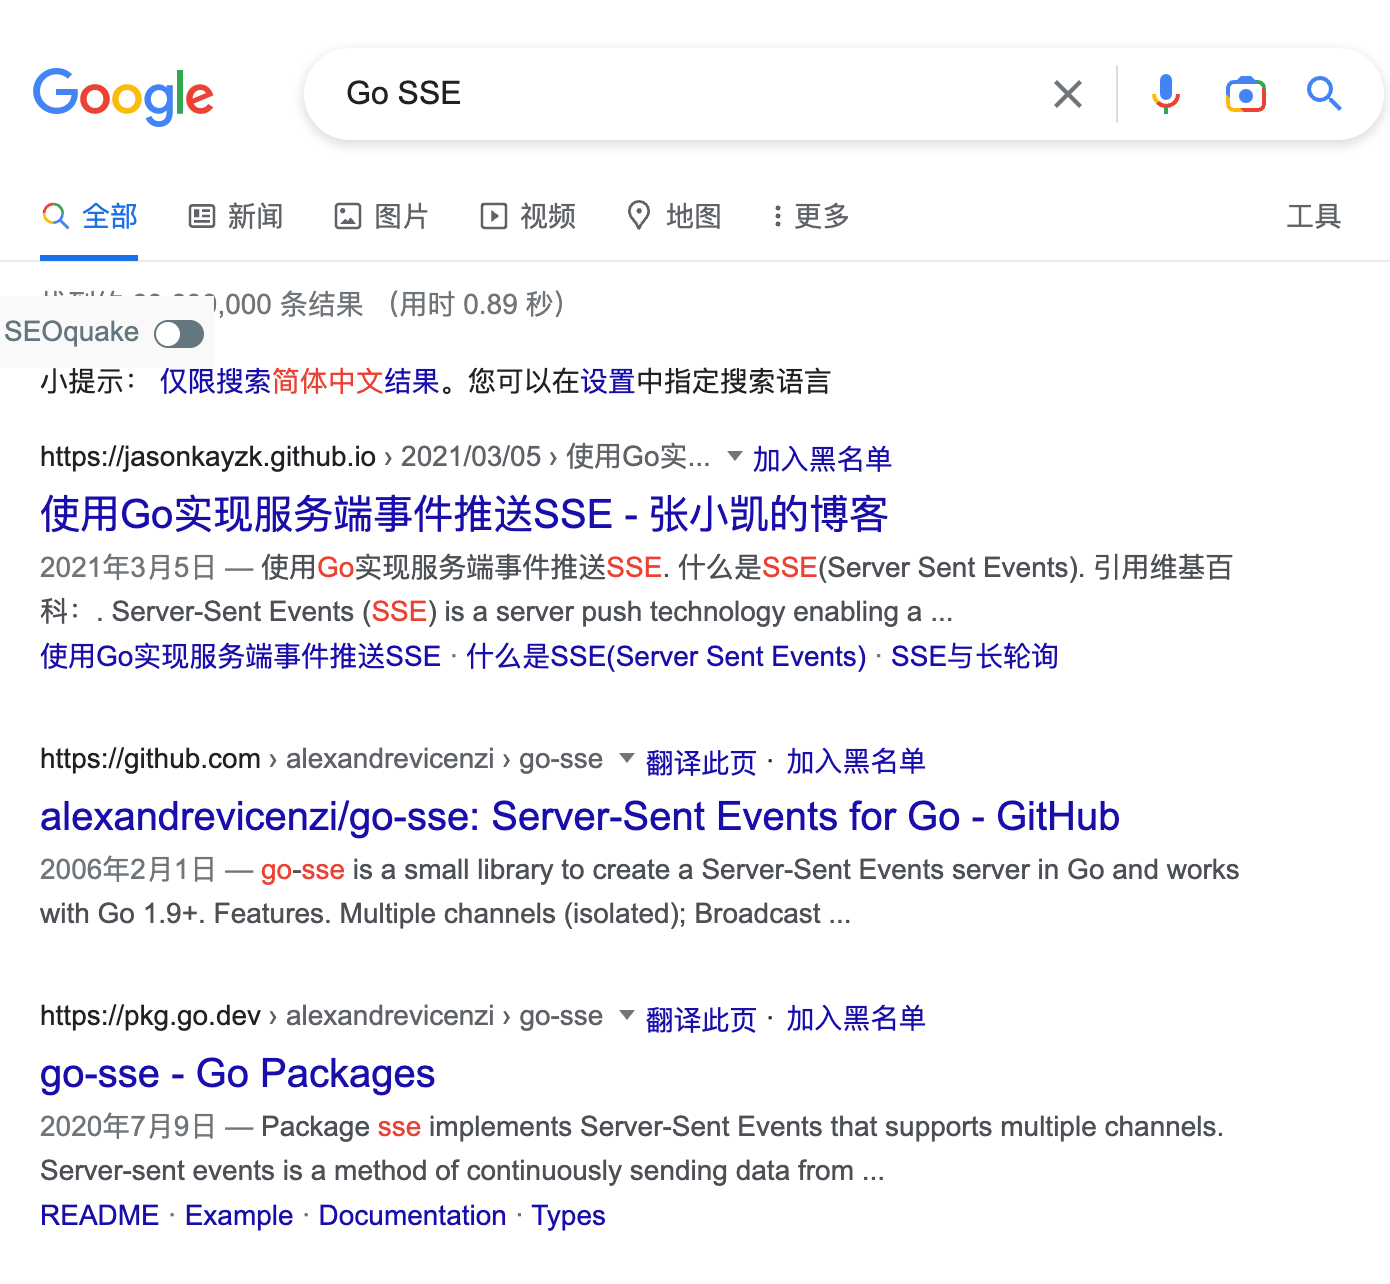 Google
Go SSE
全部 新闻 图片 视频 地图 更多 工具
,000 条结果 （用时 0.89 秒）
SEOquake
小提示： 仅限搜索简体中文结果。您可以在设置中指定搜索语言
https://jasonkayzk.github.io › 2021/03/05 › 使用Go实... 加入黑名单
使用Go实现服务端事件推送SSE - 张小凯的博客
2021年3月5日 — 使用Go实现服务端事件推送SSE. 什么是SSE(Server Sent Events). 引用维基百
科：. Server-Sent Events (SSE) is a server push technology enabling a ...
使用Go实现服务端事件推送SSE · 什么是SSE(Server Sent Events) · SSE与长轮询
https://github.com › alexandrevicenzi › go-sse 翻译此页 · 加入黑名单
alexandrevicenzi/go-sse: Server-Sent Events for Go - GitHub
2006年2月1日 — go-sse is a small library to create a Server-Sent Events server in Go and works
with Go 1.9+. Features. Multiple channels (isolated); Broadcast ...
https://pkg.go.dev › alexandrevicenzi › go-sse 翻译此页 · 加入黑名单
go-sse - Go Packages
2020年7月9日 — Package sse implements Server-Sent Events that supports multiple channels.
Server-sent events is a method of continuously sending data from ...
README · Example · Documentation · Types